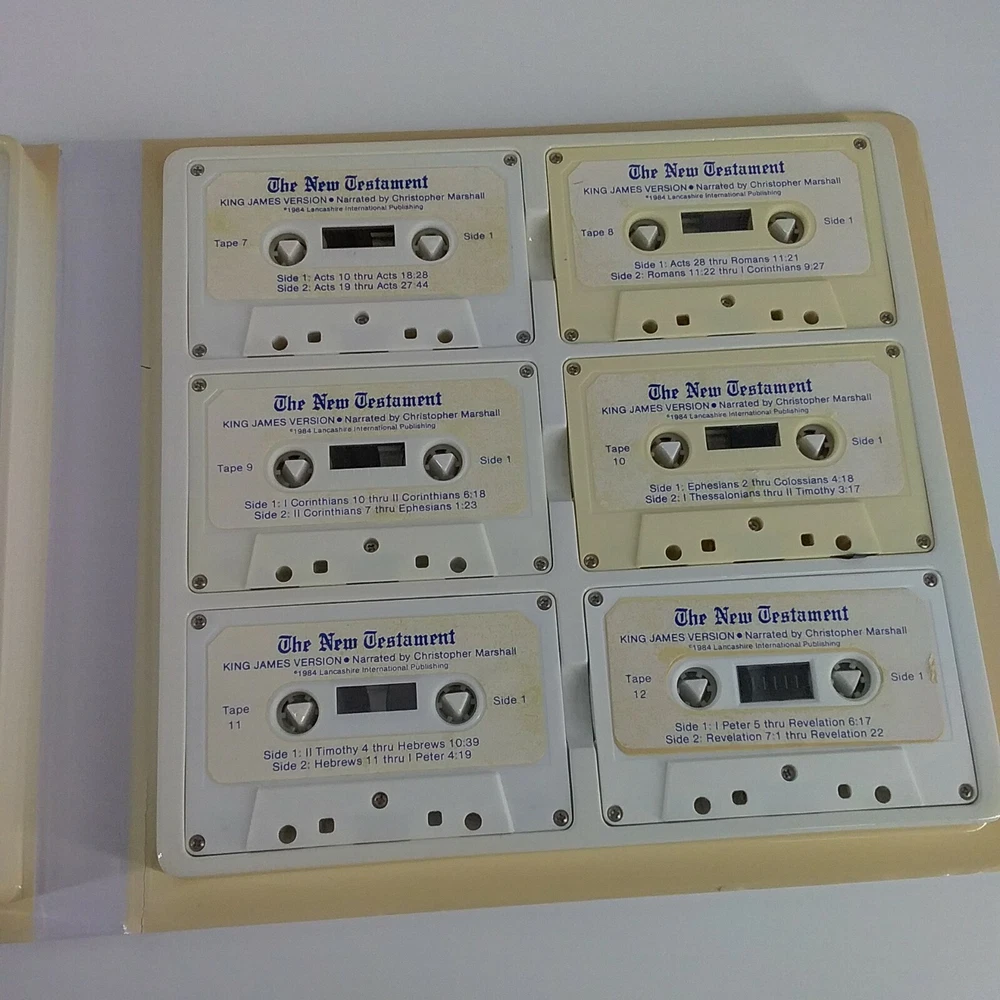 The New Testament
KING JAMES VERSION ● Narrated by Christopher Marshall
©1984 Lancashire International Publishing
Tape 7
Side 1
Side 1: Acts 10 thru Acts 18:28
Side 2: Acts 19 thru Acts 27:44
The New Testament
KING JAMES VERSION ● Narrated by Christopher Marshall
©1984 Lancashire International Publishing
Tape 8
Side 1
Side 1: Acts 28 thru Romans 11:21
Side 2: Romans 11:22 thru I Corinthians 9:27
The New Testament
KING JAMES VERSION ● Narrated by Christopher Marshall
©1984 Lancashire International Publishing
Tape 9
Side 1
Side 1: I Corinthians 10 thru II Corinthians 6:18
Side 2: II Corinthians 7 thru Ephesians 1:23
The New Testament
KING JAMES VERSION ● Narrated by Christopher Marshall
©1984 Lancashire International Publishing
Tape
10
Side 1
Side 1: Ephesians 2 thru Colossians 4:18
Side 2: I Thessalonians thru II Timothy 3:17
The New Testament
KING JAMES VERSION ● Narrated by Christopher Marshall
©1984 Lancashire International Publishing
Tape
11
Side 1
Side 1: II Timothy 4 thru Hebrews 10:39
Side 2: Hebrews 11 thru I Peter 4:19
The New Testament
KING JAMES VERSION ● Narrated by Christopher Marshall
©1984 Lancashire International Publishing
Tape
12
Side 1
Side 1: I Peter 5 thru Revelation 6:17
Side 2: Revelation 7:1 thru Revelation 22